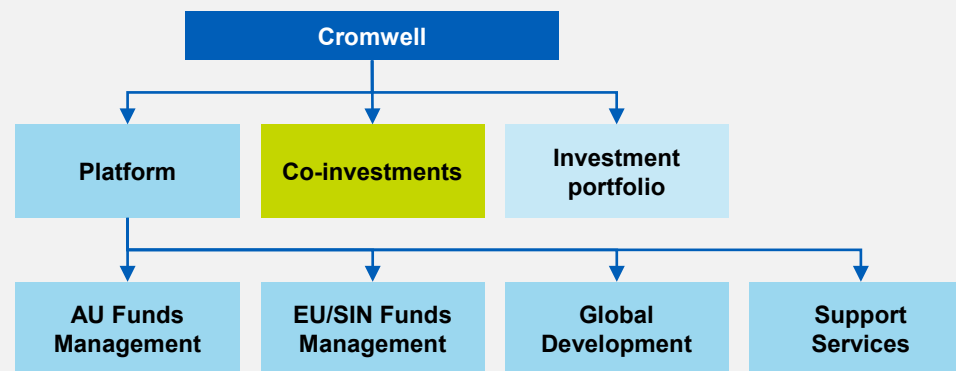 Cromwell
Platform
Co-investments
Investment
portfolio
AU Funds
Management
EU/SIN Funds
Management
Global
Development
Support
Services